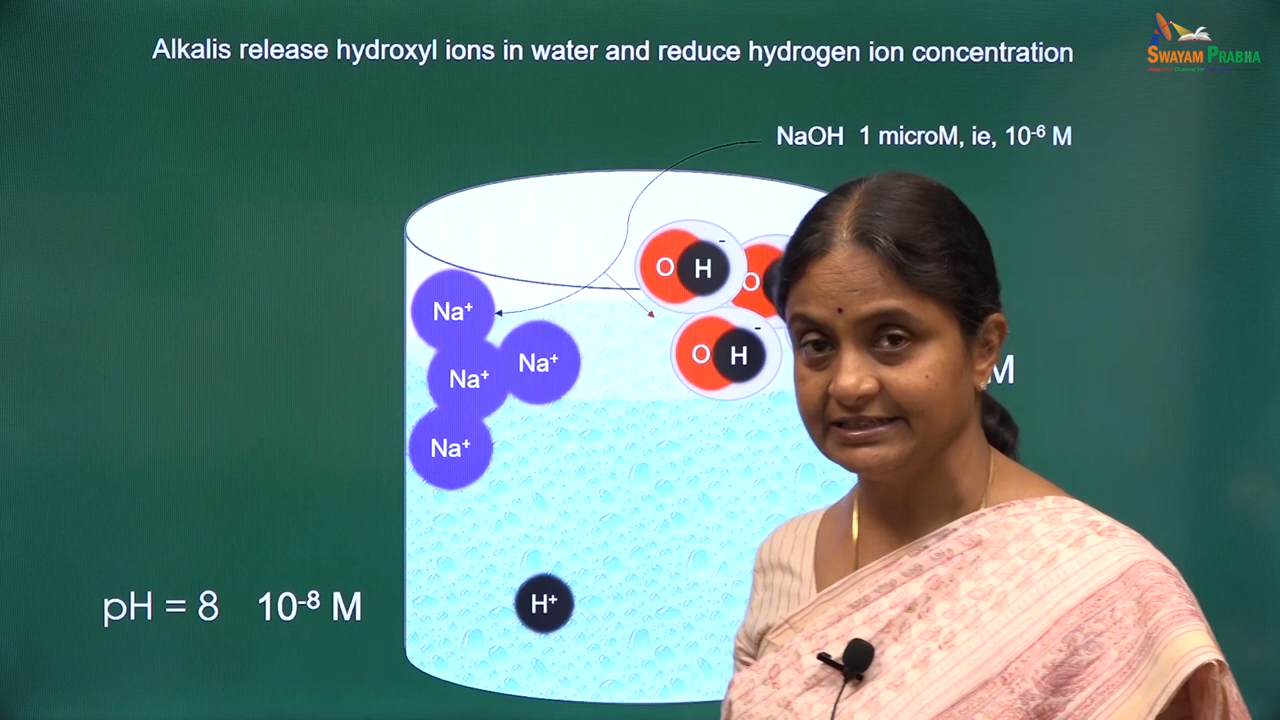 Alkalis release hydroxyl ions in water and reduce hydrogen ion concentration
SWAYAM PRABHA
NaOH 1 microM, ie, 10⁻⁶ M
O H -
O
O H -
Na⁺
Na⁺
Na⁺
Na⁺
M
pH = 8 10⁻⁸ M
H⁺